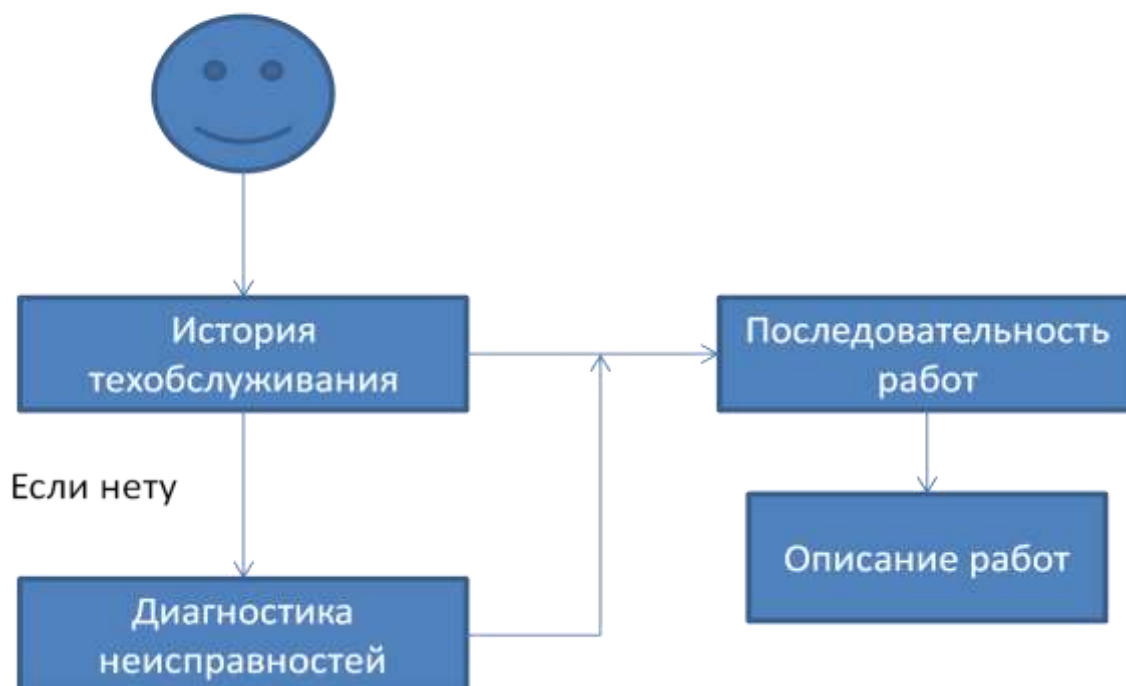 История
техобслуживания
Последовательность
работ
Если нету
Описание работ
Диагностика
неисправностей